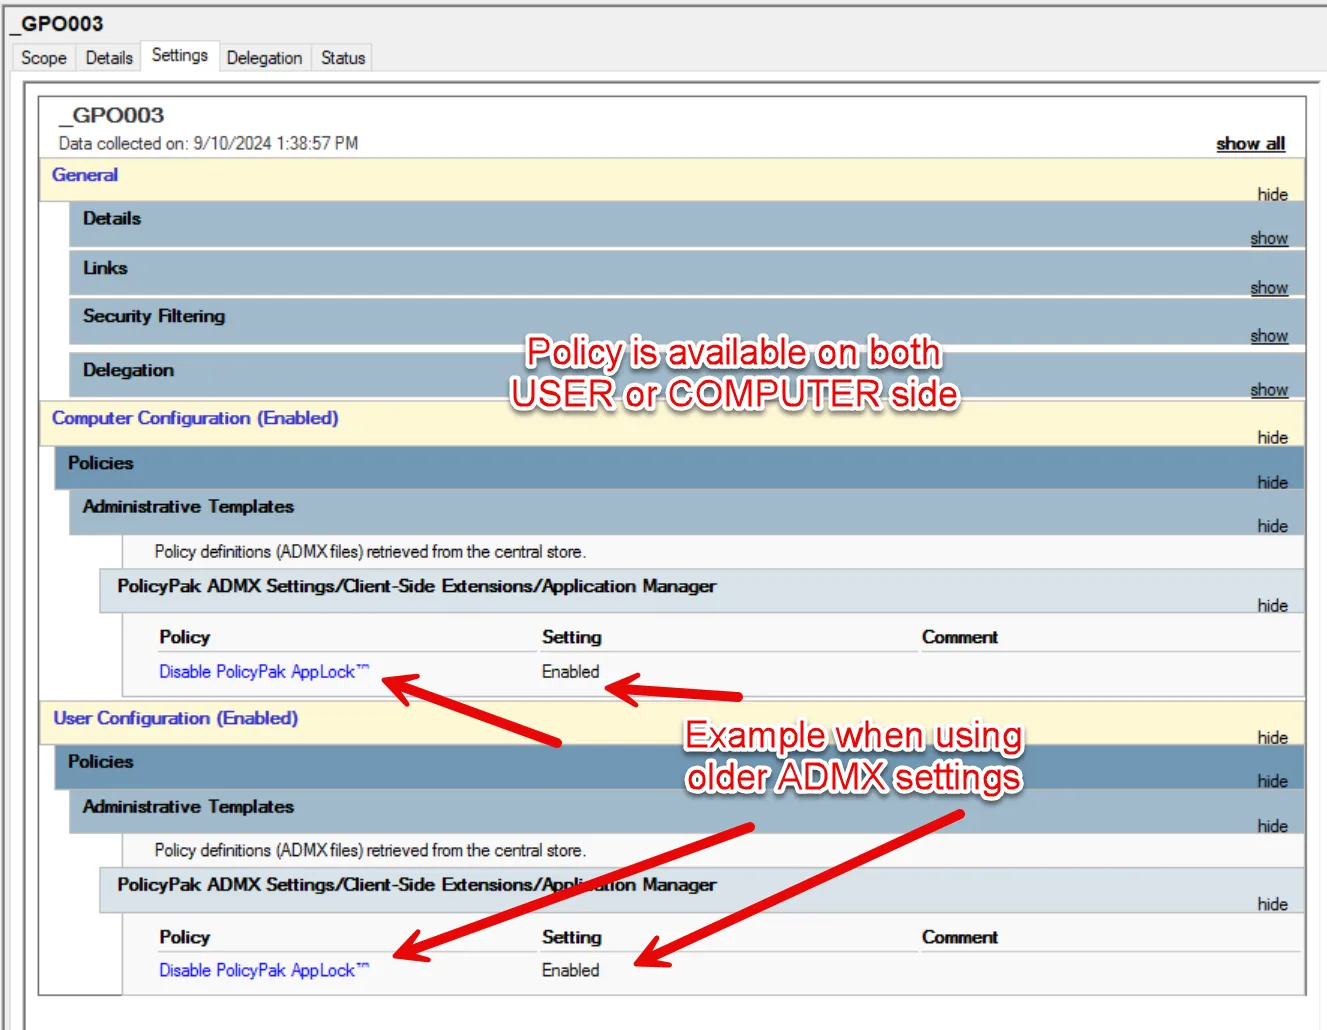 _GPO003
Scope Details Settings Delegation Status
_GPO003
Data collected on: 9/10/2024 1:38:57 PM
show all
General
hide
Details
show
Links
show
Security Filtering
show
Policy is available on both
USER or COMPUTER side
Delegation
show
Computer Configuration (Enabled)
hide
Policies
hide
Administrative Templates
hide
Policy definitions (ADMX files) retrieved from the central store.
PolicyPak ADMX Settings/Client-Side Extensions/Application Manager
hide
Policy Setting Comment
Disable PolicyPak AppLock™ Enabled
User Configuration (Enabled)
hide
Example when using
older ADMX settings
Policies
hide
Administrative Templates
hide
Policy definitions (ADMX files) retrieved from the central store.
PolicyPak ADMX Settings/Client-Side Extensions/Application Manager
hide
Policy Setting Comment
Disable PolicyPak AppLock™ Enabled